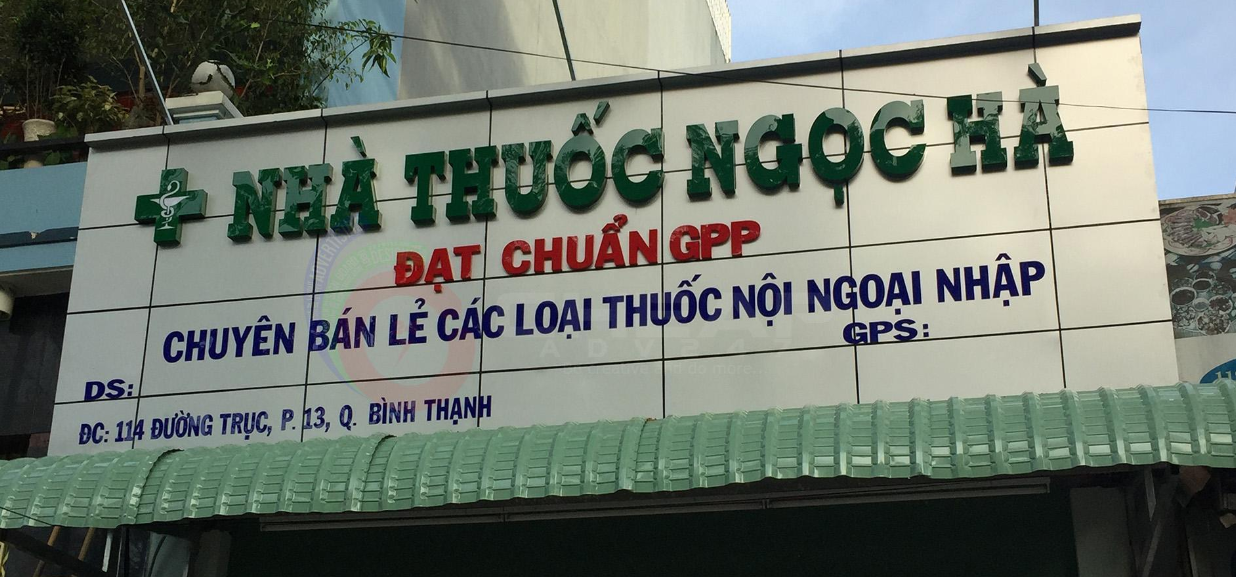 NHÀ THUỐC NGỌC HÀ
ĐẠT CHUẨN GPP
CHUYÊN BÁN LẺ CÁC LOẠI THUỐC NỘI NGOẠI NHẬP
DS: GPS:
ĐC: 114 ĐƯỜNG TRỤC, P. 13, Q. BÌNH THẠNH